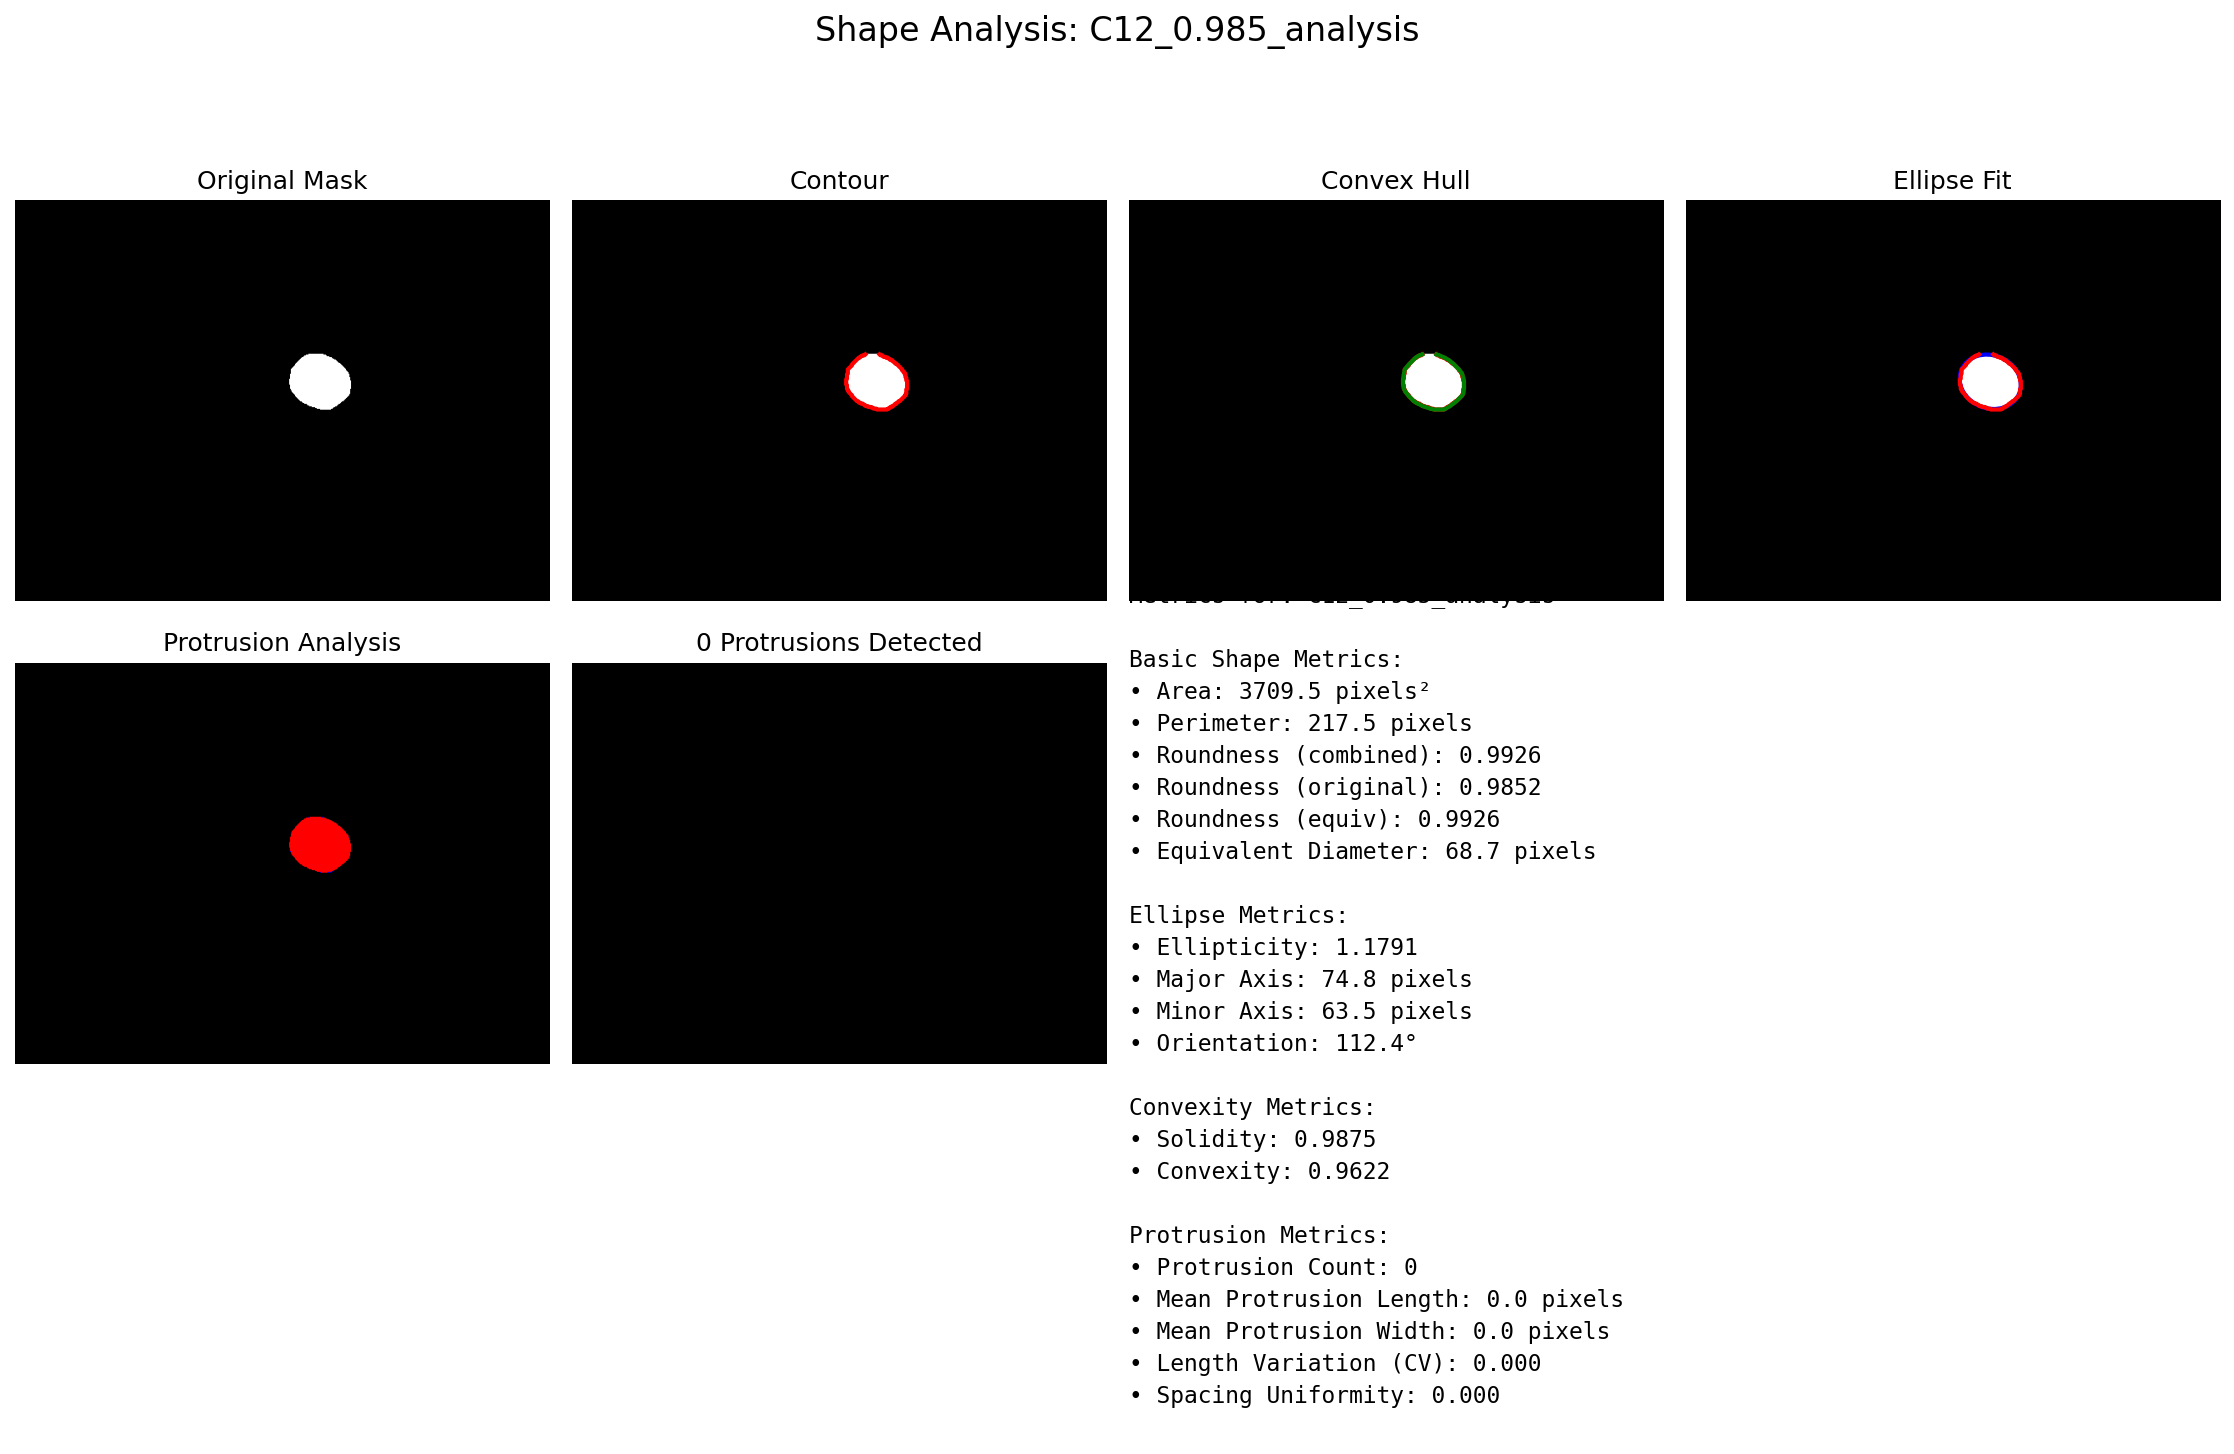 Shape Analysis: C12_0.985_analysis
Original Mask
Contour
Convex Hull
Ellipse Fit
Metrics for: C12_0.985_analysis
Protrusion Analysis
0 Protrusions Detected
Basic Shape Metrics:
• Area: 3709.5 pixels²
• Perimeter: 217.5 pixels
• Roundness (combined): 0.9926
• Roundness (original): 0.9852
• Roundness (equiv): 0.9926
• Equivalent Diameter: 68.7 pixels
Ellipse Metrics:
• Ellipticity: 1.1791
• Major Axis: 74.8 pixels
• Minor Axis: 63.5 pixels
• Orientation: 112.4°
Convexity Metrics:
• Solidity: 0.9875
• Convexity: 0.9622
Protrusion Metrics:
• Protrusion Count: 0
• Mean Protrusion Length: 0.0 pixels
• Mean Protrusion Width: 0.0 pixels
• Length Variation (CV): 0.000
• Spacing Uniformity: 0.000